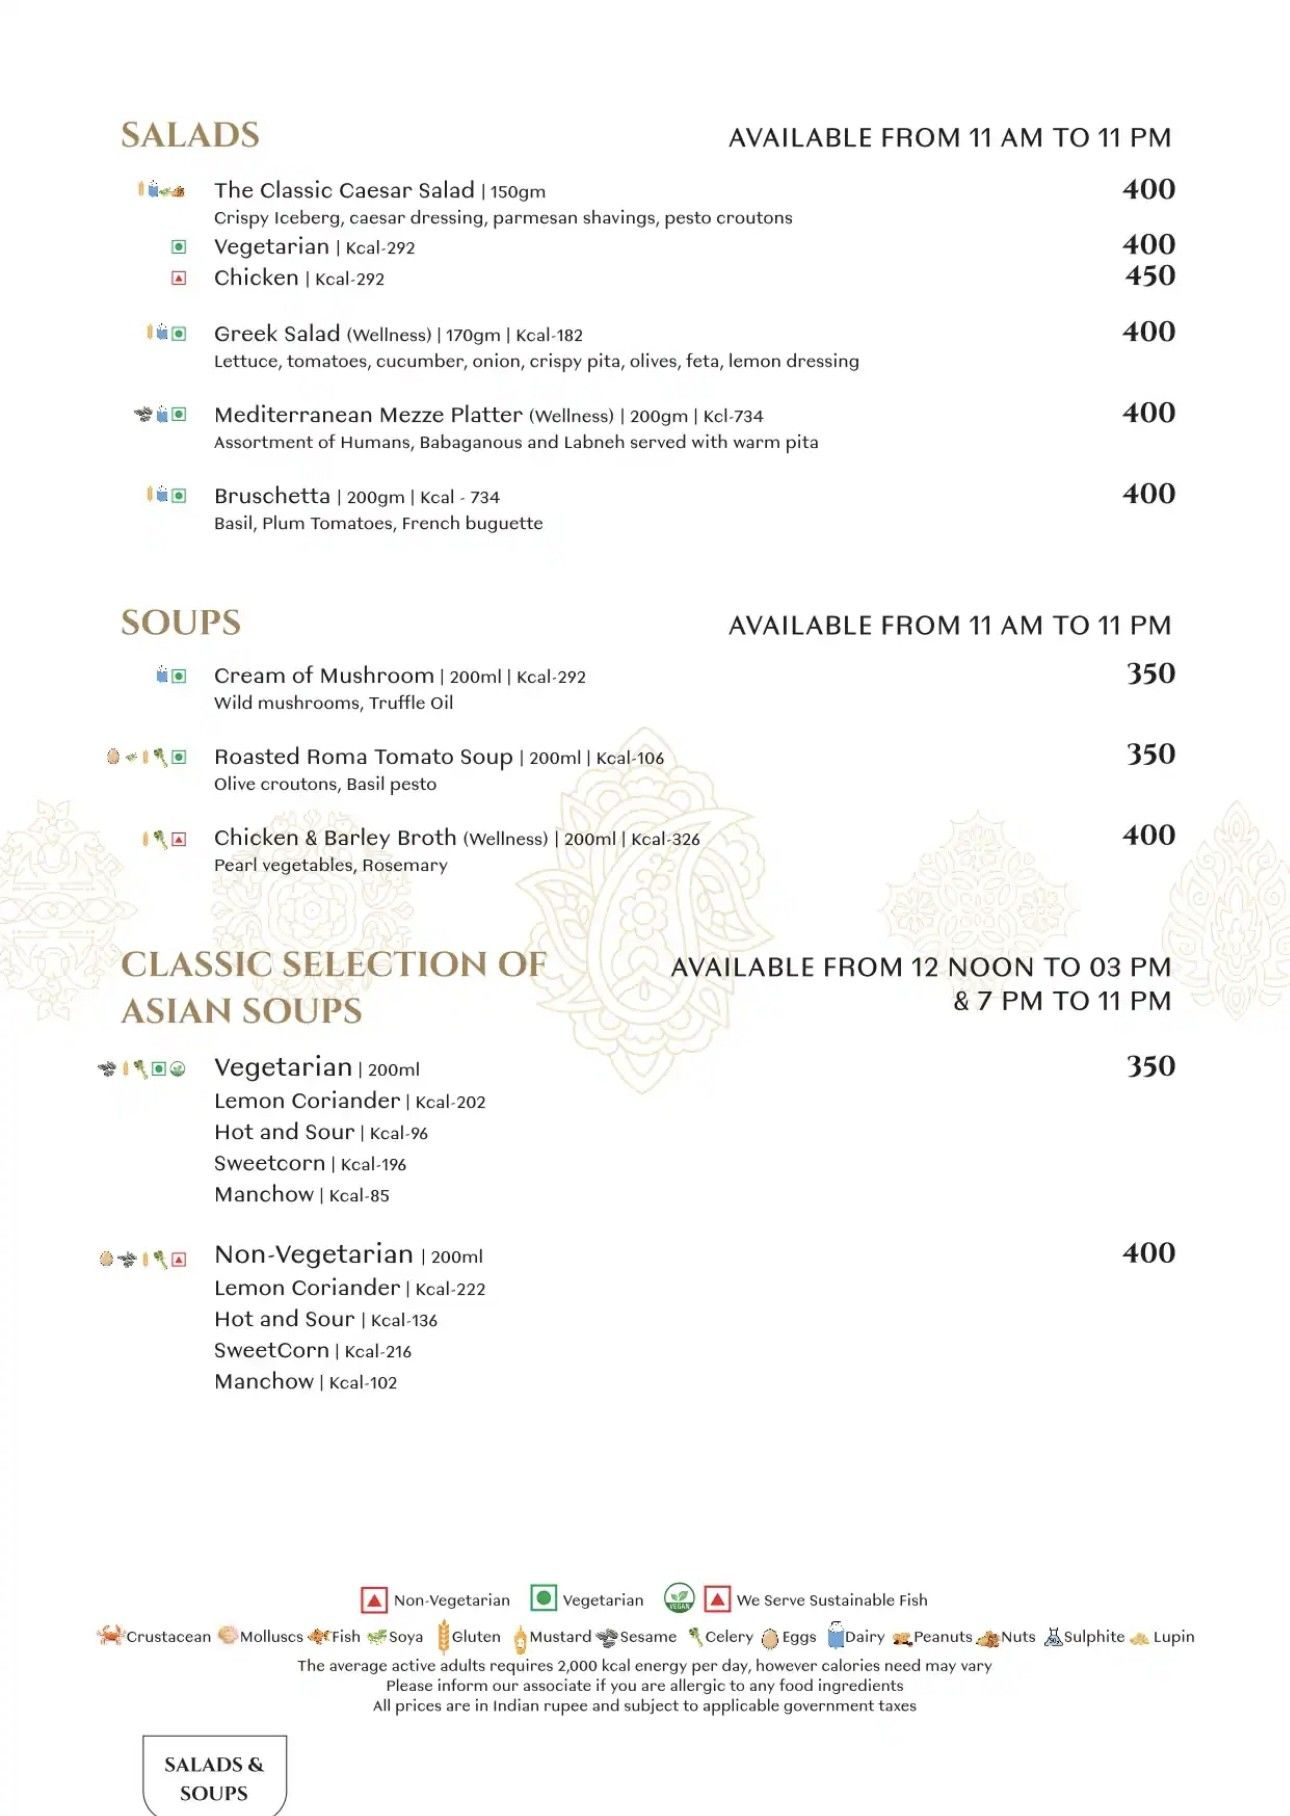 SALADS AVAILABLE FROM 11 AM TO 11 PM
The Classic Caesar Salad | 150gm 400
Crispy Iceberg, caesar dressing, parmesan shavings, pesto croutons
Vegetarian | Kcal-292 400
Chicken | Kcal-292 450
Greek Salad (Wellness) | 170gm | Kcal-182 400
Lettuce, tomatoes, cucumber, onion, crispy pita, olives, feta, lemon dressing
Mediterranean Mezze Platter (Wellness) | 200gm | Kcl-734 400
Assortment of Humans, Babaganous and Labneh served with warm pita
Bruschetta | 200gm | Kcal - 734 400
Basil, Plum Tomatoes, French buguette
SOUPS AVAILABLE FROM 11 AM TO 11 PM
Cream of Mushroom | 200ml | Kcal-292 350
Wild mushrooms, Truffle Oil
Roasted Roma Tomato Soup | 200ml | Kcal-106 350
Olive croutons, Basil pesto
Chicken & Barley Broth (Wellness) | 200ml | Kcal-326 400
Pearl vegetables, Rosemary
CLASSIC SELECTION OF AVAILABLE FROM 12 NOON TO 03 PM
ASIAN SOUPS & 7 PM TO 11 PM
Vegetarian | 200ml 350
Lemon Coriander | Kcal-202
Hot and Sour | Kcal-96
Sweetcorn | Kcal-196
Manchow | Kcal-85
Non-Vegetarian | 200ml 400
Lemon Coriander | Kcal-222
Hot and Sour | Kcal-136
SweetCorn | Kcal-216
Manchow | Kcal-102
Non-Vegetarian Vegetarian VEGAN We Serve Sustainable Fish
Crustacean Molluscs Fish Soya Gluten Mustard Sesame Celery Eggs Dairy Peanuts Nuts Sulphite Lupin
The average active adults requires 2,000 kcal energy per day, however calories need may vary
Please inform our associate if you are allergic to any food ingredients
All prices are in Indian rupee and subject to applicable government taxes
SALADS &
SOUPS